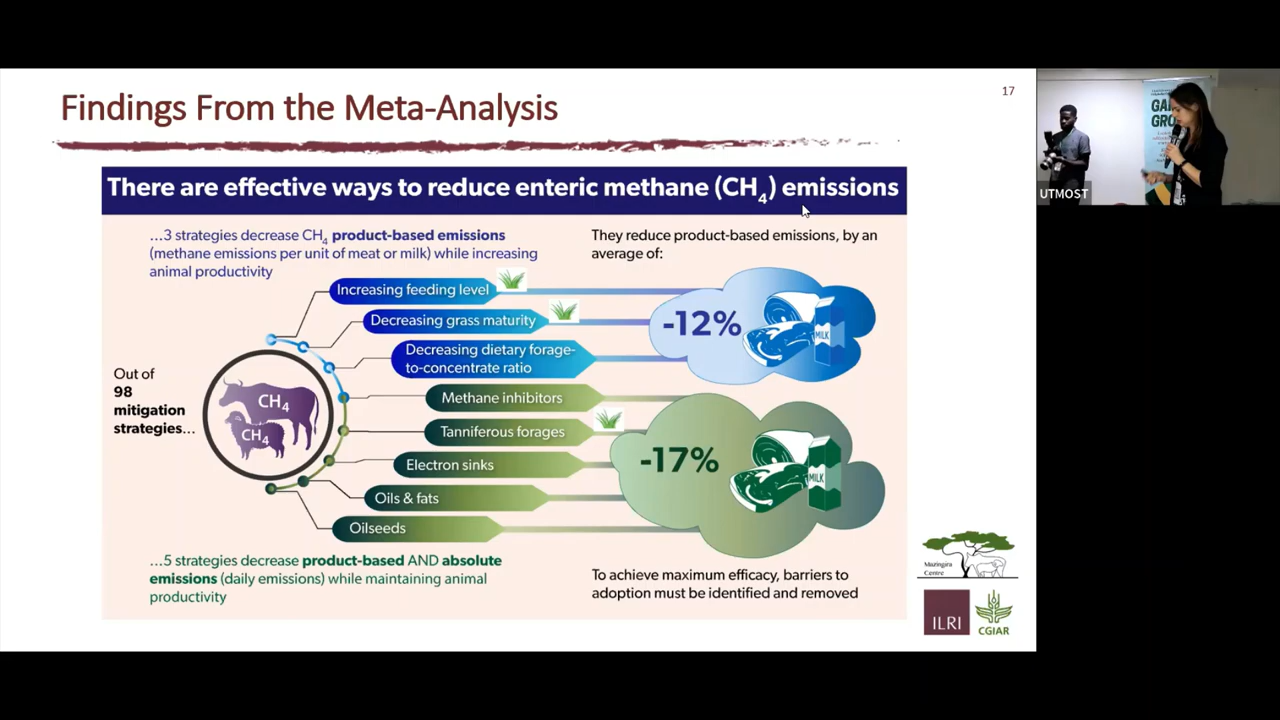 Findings From the Meta-Analysis
17
There are effective ways to reduce enteric methane (CH4) emissions
...3 strategies decrease CH4 product-based emissions
(methane emissions per unit of meat or milk) while increasing
animal productivity
They reduce product-based emissions, by an
average of:
Increasing feeding level
Decreasing grass maturity
Decreasing dietary forage-
to-concentrate ratio
Methane inhibitors
Tanniferous forages
Electron sinks
Oils & fats
Oilseeds
Out of
98
mitigation
strategies...
CH4
CH4
-12%
MILK
-17%
MILK
...5 strategies decrease product-based AND absolute
emissions (daily emissions) while maintaining animal
productivity
To achieve maximum efficacy, barriers to
adoption must be identified and removed
Mazingira
Centre
ILRI
CGIAR
UTMOST